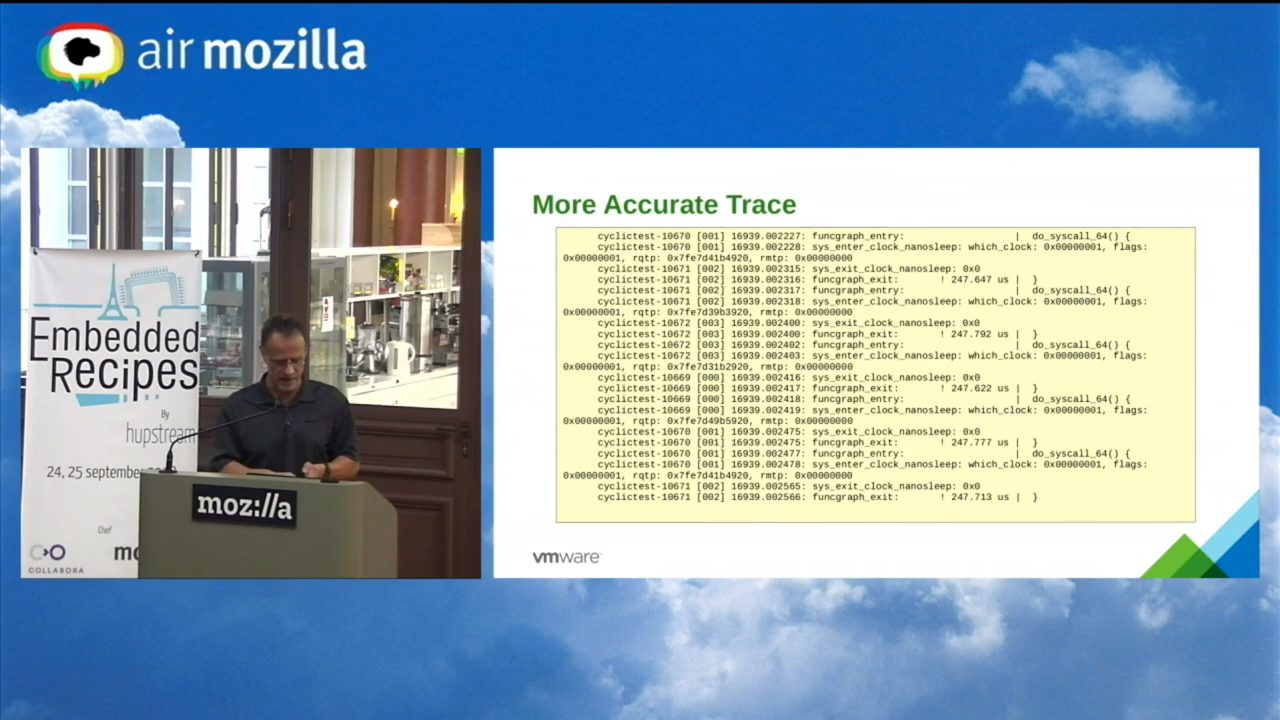 air mozilla
Embedded
Recipes
By
hupstream
24, 25 september
Chef
COLLABORA
moz://a
More Accurate Trace
cyclictest-10670 [001] 16939.002227: funcgraph_entry: | do_syscall_64() {
cyclictest-10670 [001] 16939.002228: sys_enter_clock_nanosleep: which_clock: 0x00000001, flags:
0x00000001, rqtp: 0x7fe7d41b4920, rmtp: 0x00000000
cyclictest-10671 [002] 16939.002315: sys_exit_clock_nanosleep: 0x0
cyclictest-10671 [002] 16939.002316: funcgraph_exit: ! 247.647 us | }
cyclictest-10671 [002] 16939.002317: funcgraph_entry: | do_syscall_64() {
cyclictest-10671 [002] 16939.002318: sys_enter_clock_nanosleep: which_clock: 0x00000001, flags:
0x00000001, rqtp: 0x7fe7d39b3920, rmtp: 0x00000000
cyclictest-10672 [003] 16939.002400: sys_exit_clock_nanosleep: 0x0
cyclictest-10672 [003] 16939.002400: funcgraph_exit: ! 247.792 us | }
cyclictest-10672 [003] 16939.002402: funcgraph_entry: | do_syscall_64() {
cyclictest-10672 [003] 16939.002403: sys_enter_clock_nanosleep: which_clock: 0x00000001, flags:
0x00000001, rqtp: 0x7fe7d31b2920, rmtp: 0x00000000
cyclictest-10669 [000] 16939.002416: sys_exit_clock_nanosleep: 0x0
cyclictest-10669 [000] 16939.002417: funcgraph_exit: ! 247.622 us | }
cyclictest-10669 [000] 16939.002418: funcgraph_entry: | do_syscall_64() {
cyclictest-10669 [000] 16939.002419: sys_enter_clock_nanosleep: which_clock: 0x00000001, flags:
0x00000001, rqtp: 0x7fe7d49b5920, rmtp: 0x00000000
cyclictest-10670 [001] 16939.002475: sys_exit_clock_nanosleep: 0x0
cyclictest-10670 [001] 16939.002475: funcgraph_exit: ! 247.777 us | }
cyclictest-10670 [001] 16939.002477: funcgraph_entry: | do_syscall_64() {
cyclictest-10670 [001] 16939.002478: sys_enter_clock_nanosleep: which_clock: 0x00000001, flags:
0x00000001, rqtp: 0x7fe7d41b4920, rmtp: 0x00000000
cyclictest-10671 [002] 16939.002565: sys_exit_clock_nanosleep: 0x0
cyclictest-10671 [002] 16939.002566: funcgraph_exit: ! 247.713 us | }
vmware